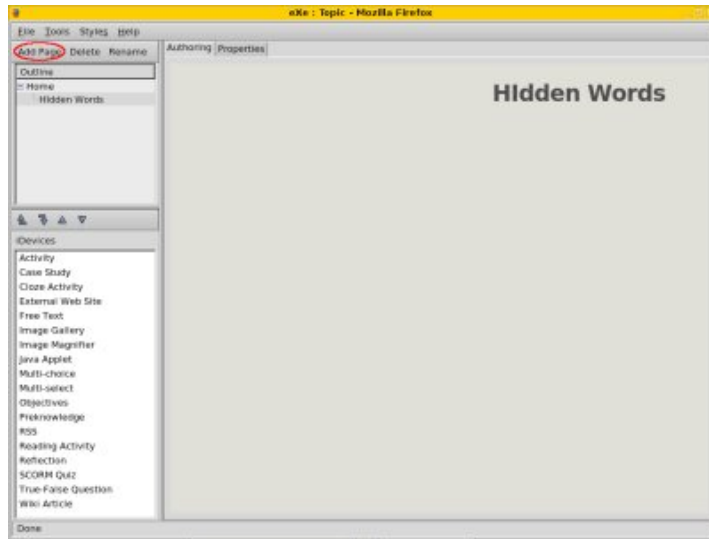 eXe : Topic - Mozilla Firefox
File Tools Styles Help
Add Page Delete Rename
Authoring Properties
Outline
Home
HIdden Words
HIdden Words
iDevices
Activity
Case Study
Cloze Activity
External Web Site
Free Text
Image Gallery
Image Magnifier
Java Applet
Multi-choice
Multi-select
Objectives
Preknowledge
RSS
Reading Activity
Reflection
SCORM Quiz
True-False Question
Wiki Article
Done